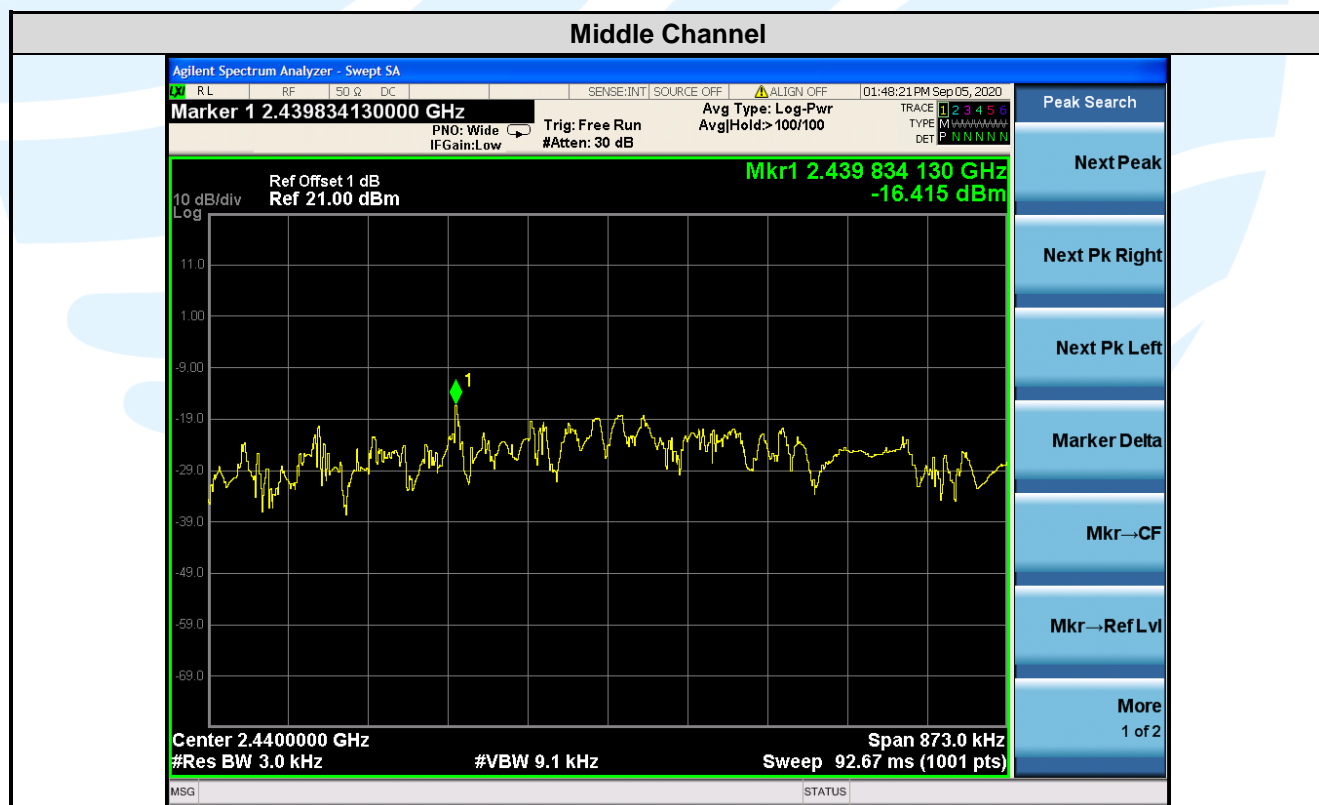 Middle Channel
Agilent Spectrum Analyzer - Swept SA
LXI RL RF 50 Ω DC SENSE:INT SOURCE OFF ALIGN OFF 01:48:21 PM Sep 05, 2020
Marker 1 2.439834130000 GHz
PNO: Wide
IFGain:Low
Trig: Free Run
#Atten: 30 dB
Avg Type: Log-Pwr
Avg|Hold:>100/100
TRACE 1 2 3 4 5 6
TYPE M WWWWW
DET P N N N N N
Peak Search
Mkr1 2.439 834 130 GHz
-16.415 dBm
Ref Offset 1 dB
10 dB/div Ref 21.00 dBm
Log
11.0
1.00
-9.00
-19.0
-29.0
-39.0
-49.0
-59.0
-69.0
1
Center 2.4400000 GHz Span 873.0 kHz
#Res BW 3.0 kHz #VBW 9.1 kHz Sweep 92.67 ms (1001 pts)
MSG STATUS
Next Peak
Next Pk Right
Next Pk Left
Marker Delta
Mkr→CF
Mkr→Ref Lvl
More
1 of 2